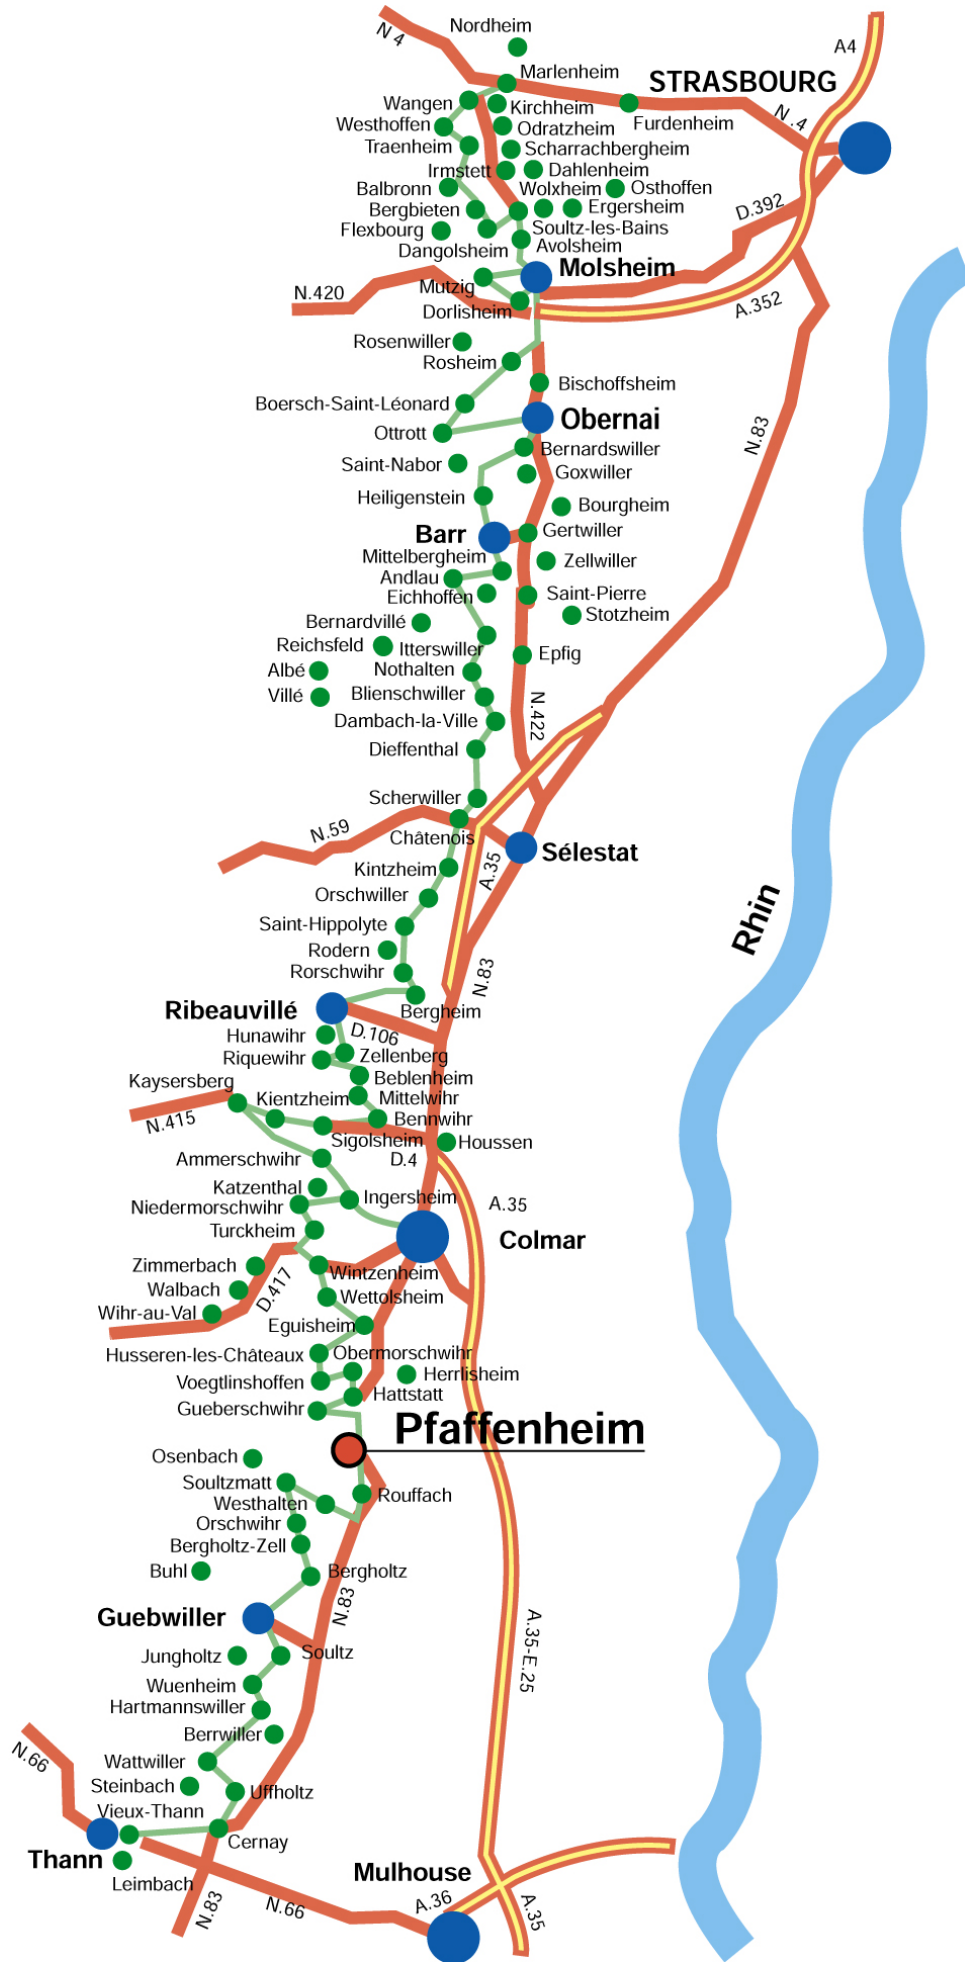 Nordheim
N 4
A4
Marlenheim
STRASBOURG
Wangen
Kirchheim
N .4
Westhoffen
Odratzheim
Furdenheim
Traenheim
Scharrachbergheim
Irmstett
Dahlenheim
Balbronn
Wolxheim
Osthoffen
Bergbieten
Ergersheim
D.392
Flexbourg
Soultz-les-Bains
Dangolsheim
Avolsheim
Molsheim
Mutzig
N.420
Dorlisheim
A.352
Rosenwiller
Rosheim
Bischoffsheim
Boersch-Saint-Léonard
Obernai
Ottrott
N.83
Bernardswiller
Saint-Nabor
Goxwiller
Heiligenstein
Bourgheim
Barr
Gertwiller
Mittelbergheim
Zellwiller
Andlau
Eichhoffen
Saint-Pierre
Stotzheim
Bernardvillé
Reichsfeld
Itterswiller
Epfig
Albé
Nothalten
Villé
Blienschwiller
N.422
Dambach-la-Ville
Dieffenthal
Scherwiller
N.59
Châtenois
Sélestat
Kintzheim
A.35
Orschwiller
Rhin
Saint-Hippolyte
Rodern
Rorschwihr
N.83
Ribeauvillé
Bergheim
Hunawihr
D.106
Riquewihr
Zellenberg
Kaysersberg
Beblenheim
Kientzheim
Mittelwihr
N.415
Bennwihr
Sigolsheim
Houssen
Ammerschwihr
D.4
Katzenthal
Ingersheim
Niedermorschwihr
A.35
Turckheim
Colmar
Zimmerbach
Wintzenheim
Walbach
D.417
Wettolsheim
Wihr-au-Val
Eguisheim
Husseren-les-Châteaux
Obermorschwihr
Voegtlinshoffen
Herrlisheim
Hattstatt
Gueberschwihr
Pfaffenheim
Osenbach
Soultzmatt
Rouffach
Westhalten
Orschwihr
Bergholtz-Zell
Buhl
Bergholtz
N.83
Guebwiller
A.35-E.25
Jungholtz
Soultz
Wuenheim
Hartmannswiller
Berrwiller
N.66
Wattwiller
Steinbach
Uffholtz
Vieux-Thann
Cernay
Thann
Mulhouse
Leimbach
N.83
N.66
A.36
A.35